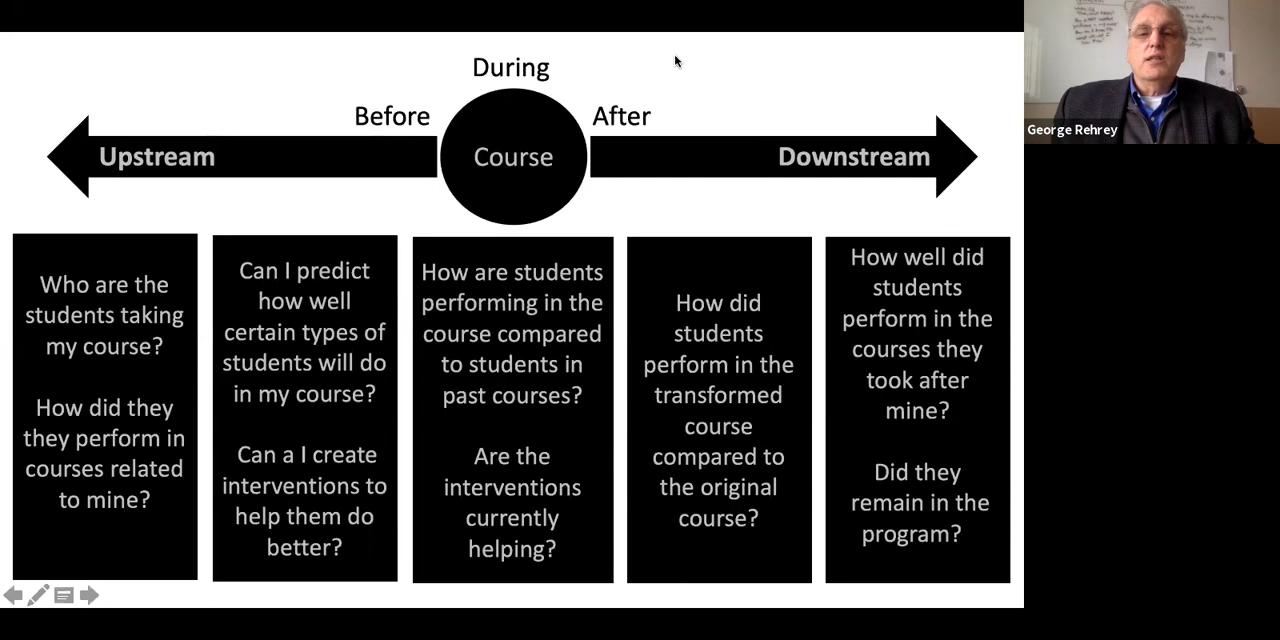 During
Before
After
Upstream
Course
Downstream
Who are the
students taking
my course?
How did they
they perform in
courses related
to mine?
Can I predict
how well
certain types of
students will do
in my course?
Can a I create
interventions to
help them do
better?
How are students
performing in the
course compared
to students in
past courses?
Are the
interventions
currently
helping?
How did
students
perform in the
transformed
course
compared to
the original
course?
How well did
students
perform in the
courses they
took after
mine?
Did they
remain in the
program?
George Rehrey